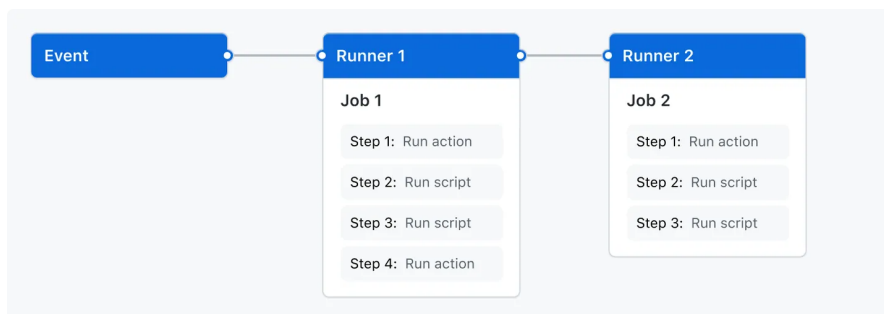 Event
Runner 1
Job 1
Step 1: Run action
Step 2: Run script
Step 3: Run script
Step 4: Run action
Runner 2
Job 2
Step 1: Run action
Step 2: Run script
Step 3: Run script